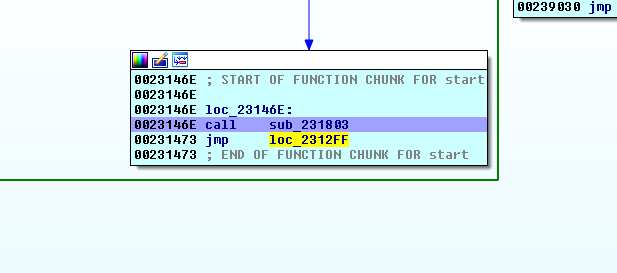 00239030 jmp
0023146E ; START OF FUNCTION CHUNK FOR start
0023146E
0023146E loc_23146E:
0023146E call    sub_231803
00231473 jmp     loc_2312FF
00231473 ; END OF FUNCTION CHUNK FOR start